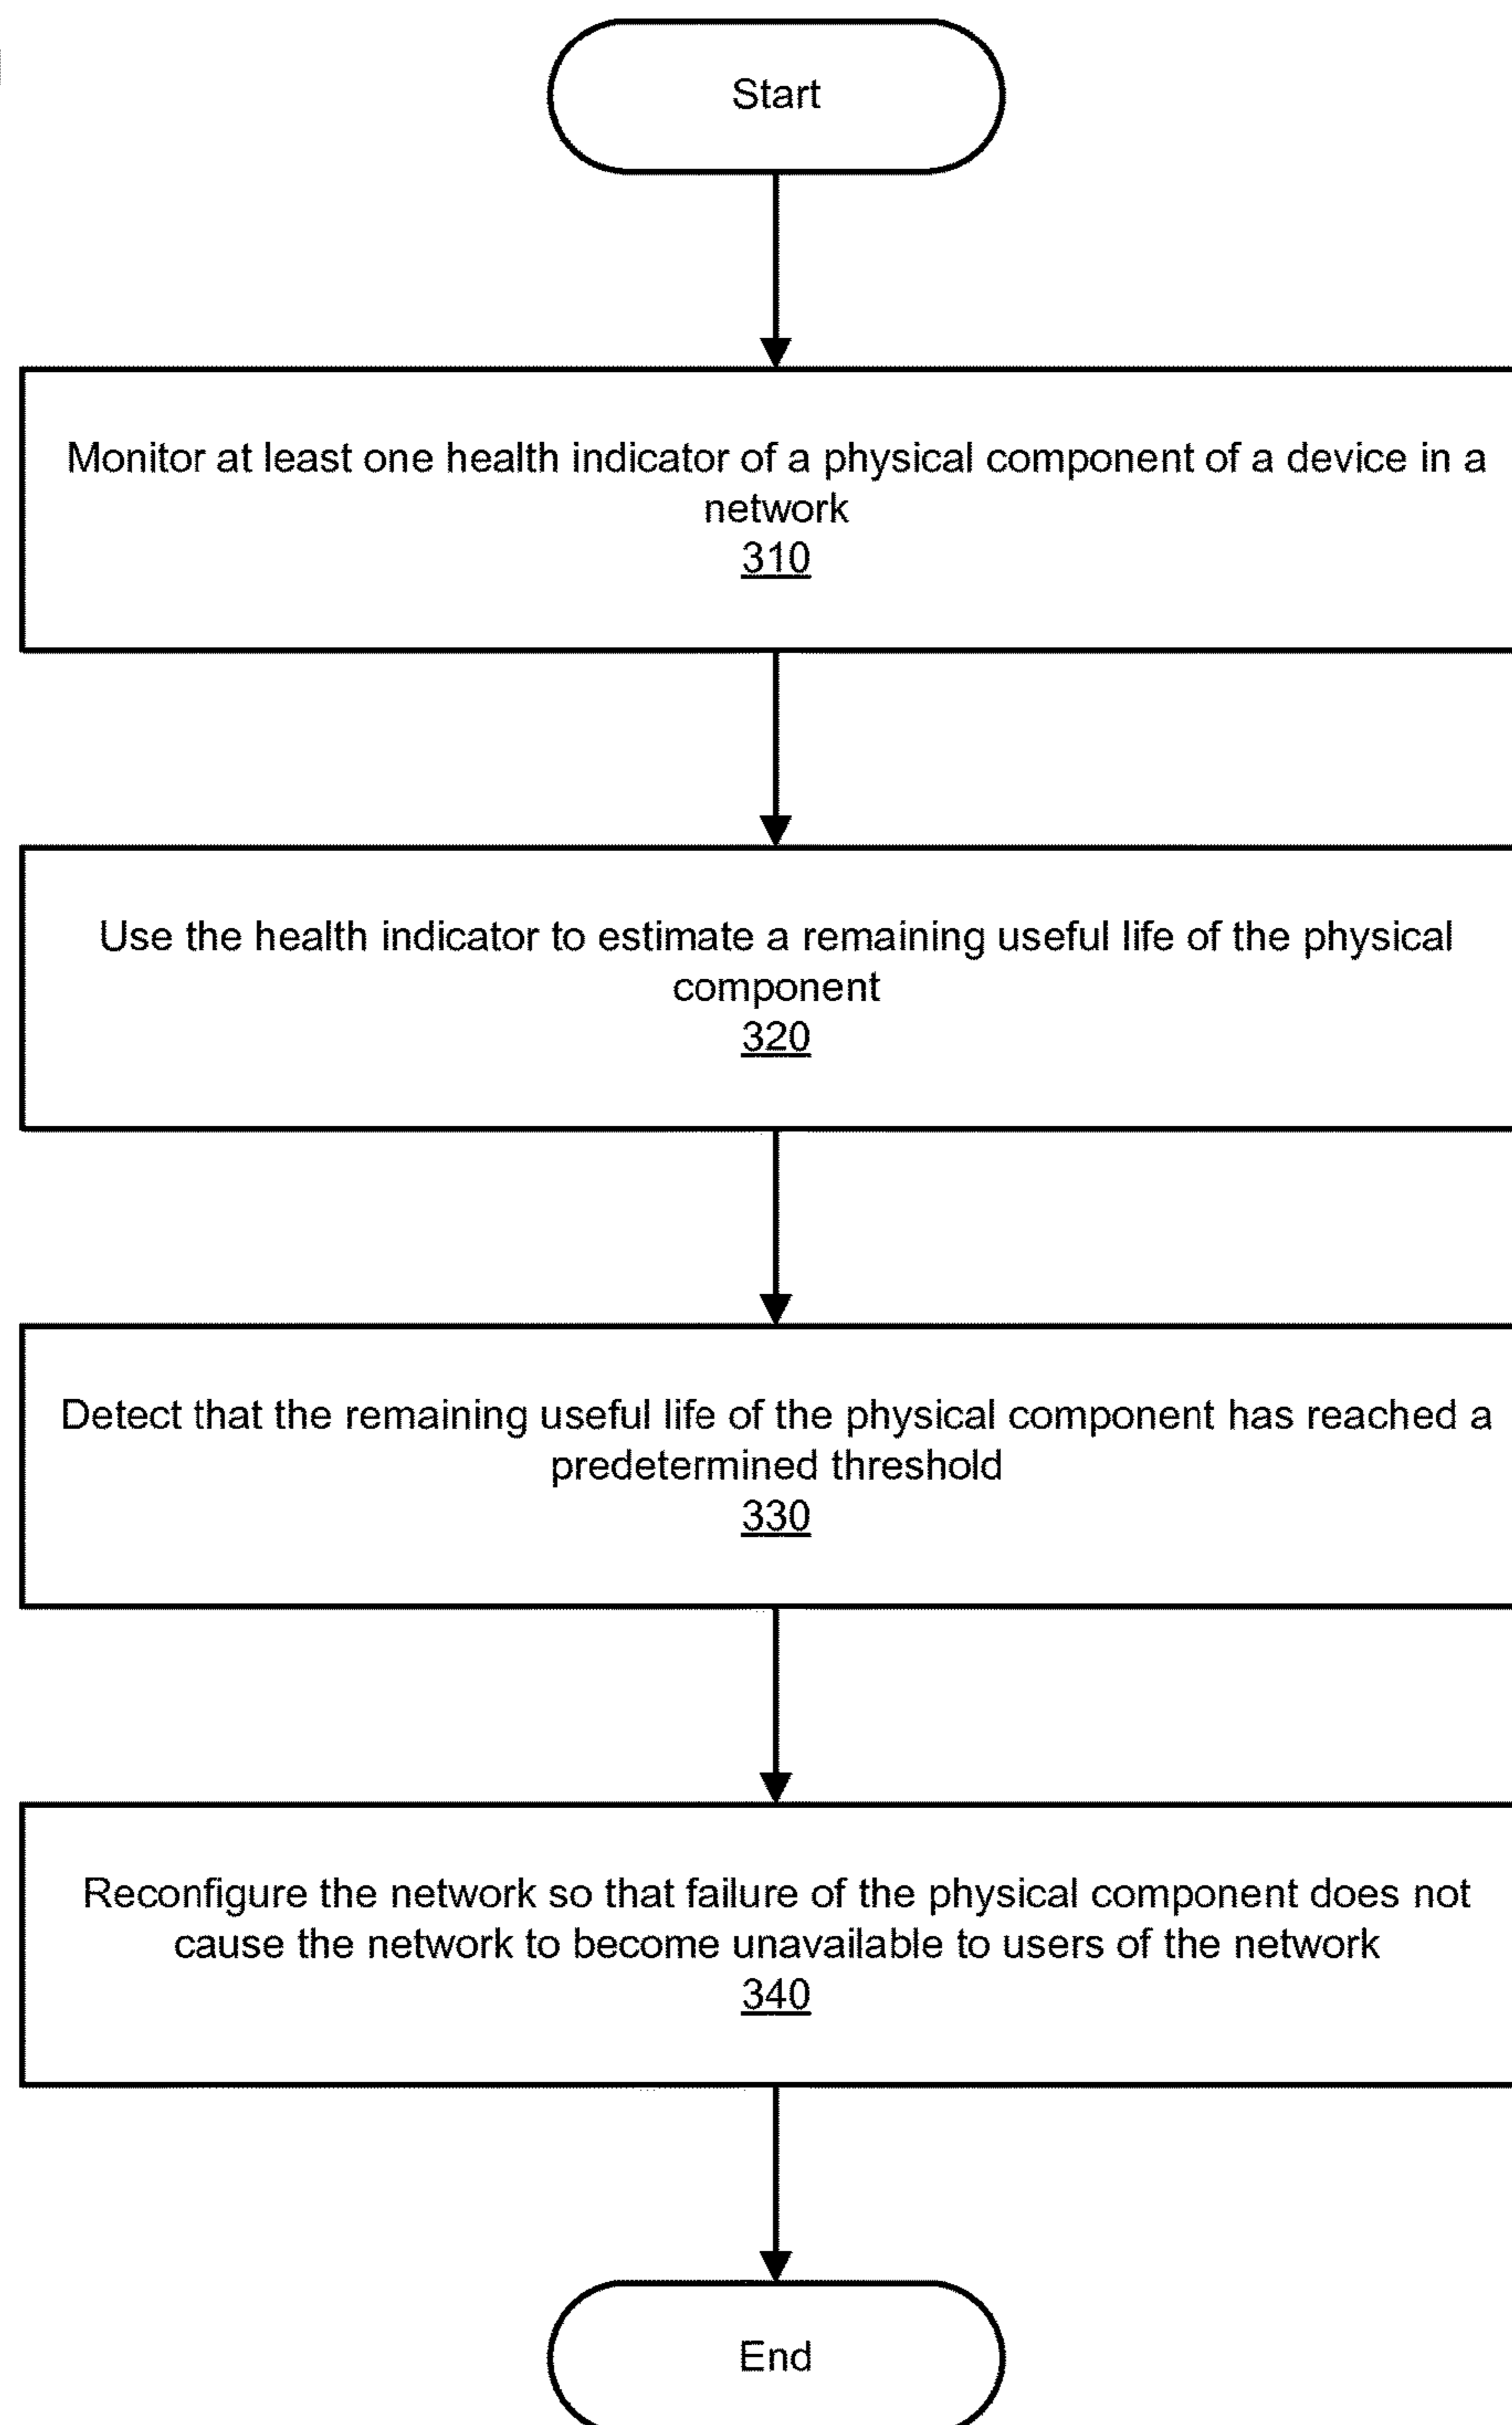 Start
Monitor at least one health indicator of a physical component of a device in a
network
310
Use the health indicator to estimate a remaining useful life of the physical
component
320
Detect that the remaining useful life of the physical component has reached a
predetermined threshold
330
Reconfigure the network so that failure of the physical component does not
cause the network to become unavailable to users of the network
340
End